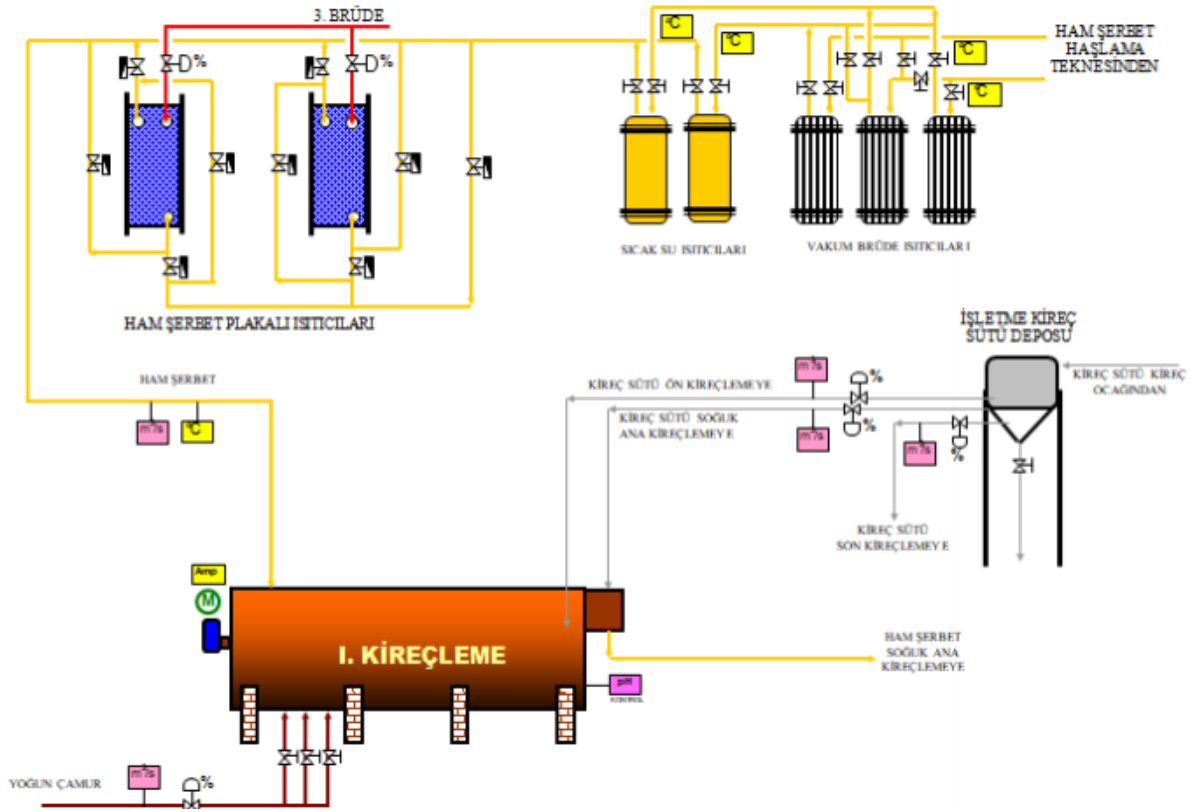 3. BRÜDE
°C
°C
HAM ŞERBET
HAŞLAMA
TEKNESİNDEN
°C
°C
D%
D%
SICAK SU ISITICILARI
VAKUM BRÜDE ISITICILARI
HAM ŞERBET PLAKALI ISITICILARI
İŞLETME KİREÇ
SÜTÜ DEPOSU
HAM ŞERBET
m³/s
°C
KİREÇ SÜTÜ ÖN KİREÇLEMEYE
m³/s
%
KİREÇ SÜTÜ KİREÇ
OCAĞINDAN
KİREÇ SÜTÜ SOĞUK
ANA KİREÇLEMEYE
m³/s
%
m³/s
%
KİREÇ SÜTÜ
SON KİREÇLEMEYE
Amp
M
I. KİREÇLEME
HAM ŞERBET
SOĞUK ANA
KİREÇLEMEYE
pH
KONTROL
YOĞUN ÇAMUR
m³/s
%